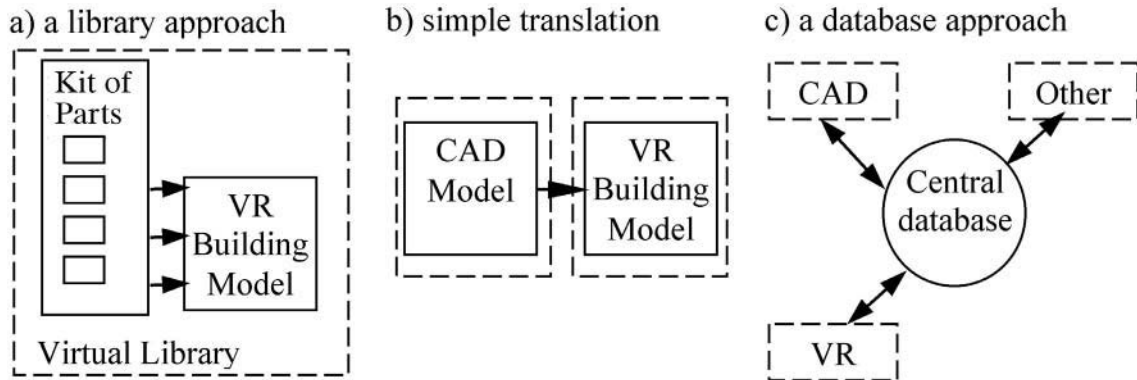 a) a library approach
Kit of
Parts
VR
Building
Model
Virtual Library
b) simple translation
CAD
Model
VR
Building
Model
c) a database approach
CAD
Other
Central
database
VR